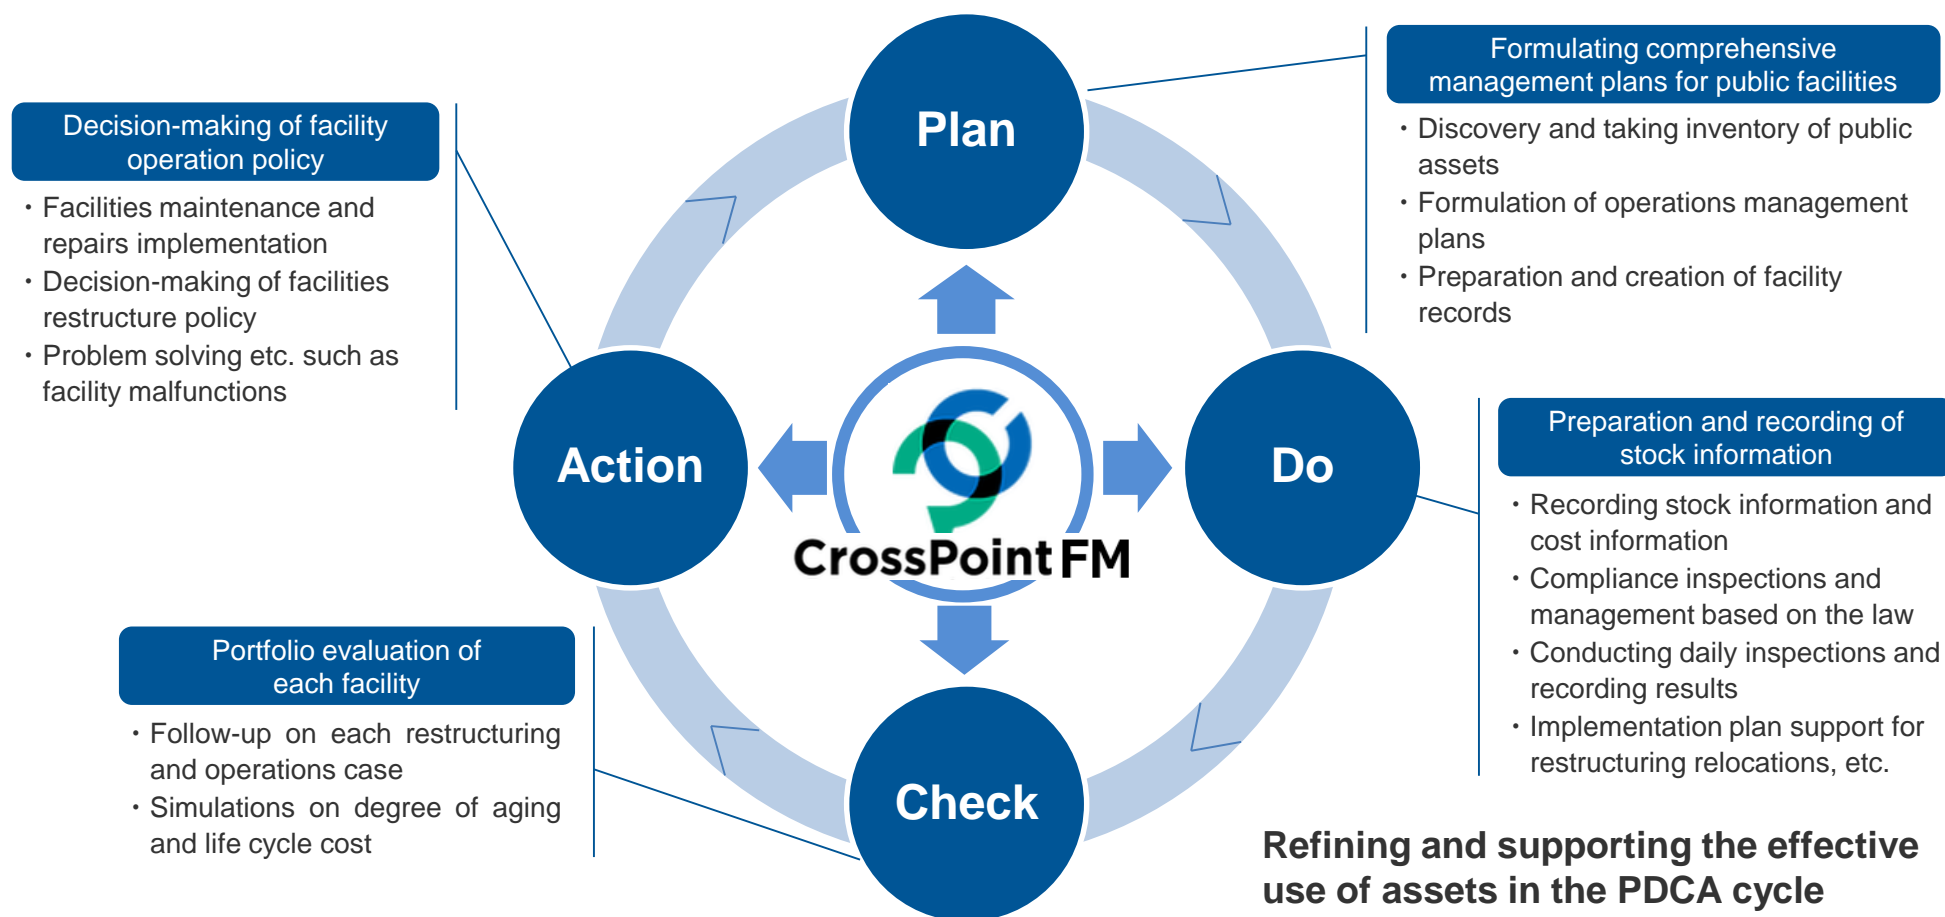 Plan
Formulating comprehensive
management plans for public facilities
・Discovery and taking inventory of public
assets
・Formulation of operations management
plans
・Preparation and creation of facility
records
Decision-making of facility
operation policy
・Facilities maintenance and
repairs implementation
・Decision-making of facilities
restructure policy
・Problem solving etc. such as
facility malfunctions
Action
CrossPoint FM
Do
Preparation and recording of
stock information
・Recording stock information and
cost information
・Compliance inspections and
management based on the law
・Conducting daily inspections and
recording results
・Implementation plan support for
restructuring relocations, etc.
Portfolio evaluation of
each facility
・Follow-up on each restructuring
and operations case
・Simulations on degree of aging
and life cycle cost
Check
Refining and supporting the effective
use of assets in the PDCA cycle